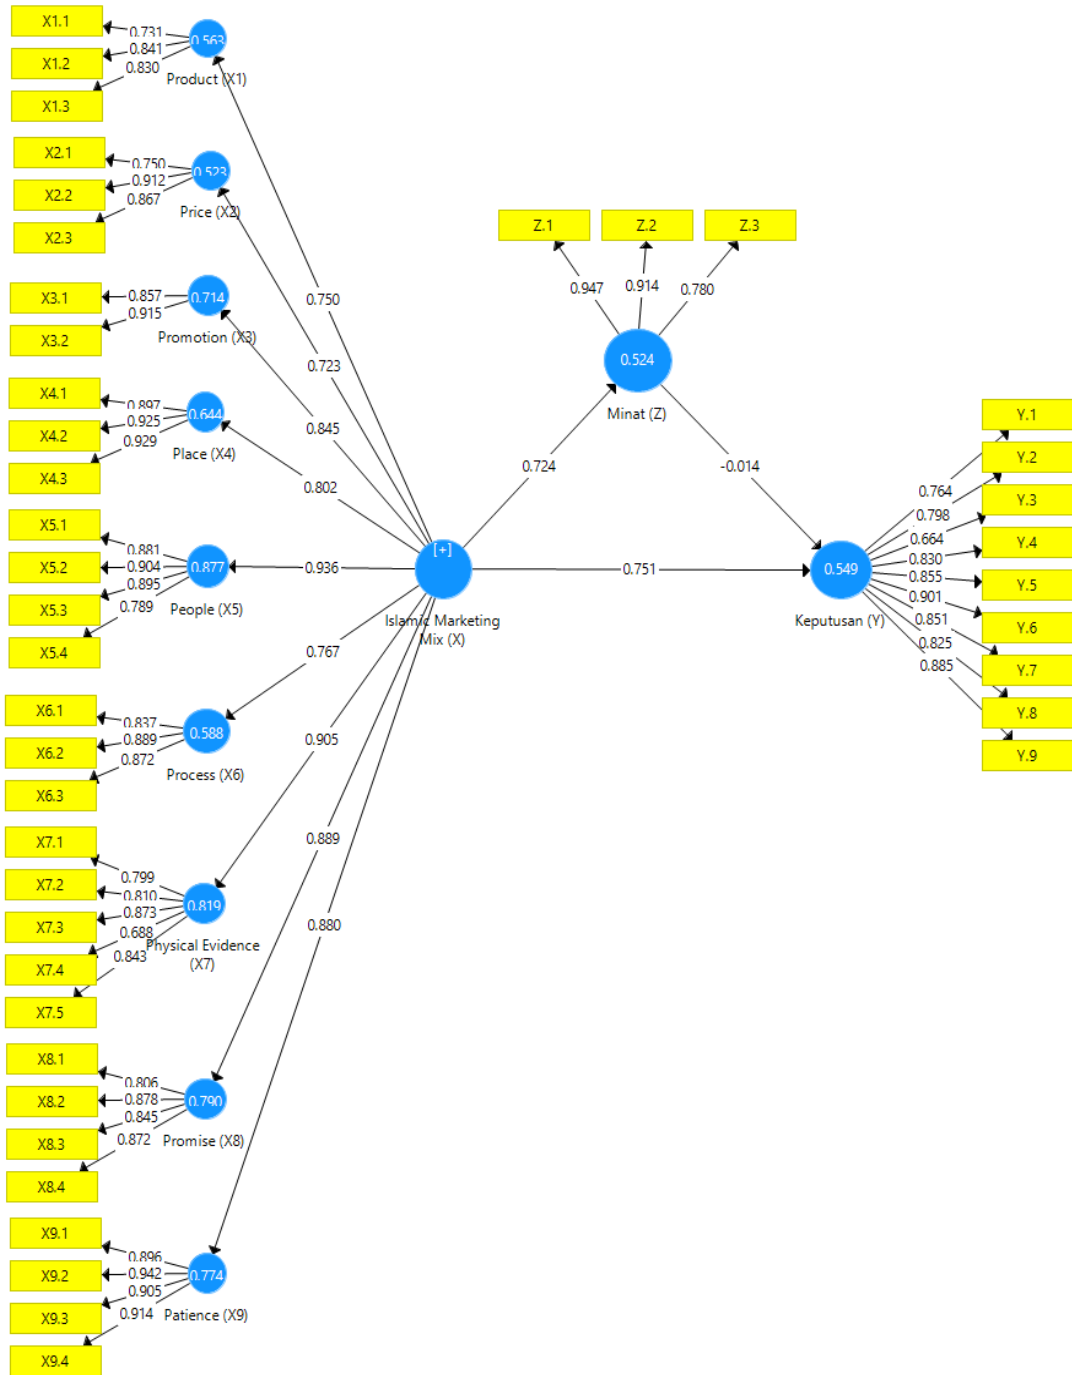 X1.1
X1.2
X1.3
0.731
0.841
0.830
0.563
Product (X1)
X2.1
X2.2
X2.3
0.750
0.912
0.867
0.523
Price (X2)
X3.1
X3.2
0.857
0.915
0.714
Promotion (X3)
X4.1
X4.2
X4.3
0.897
0.925
0.929
0.644
Place (X4)
X5.1
X5.2
X5.3
X5.4
0.881
0.904
0.895
0.789
0.877
People (X5)
X6.1
X6.2
X6.3
0.837
0.889
0.872
0.588
Process (X6)
X7.1
X7.2
X7.3
X7.4
X7.5
0.799
0.810
0.873
0.688
0.843
0.819
Physical Evidence
(X7)
X8.1
X8.2
X8.3
X8.4
0.806
0.878
0.845
0.872
0.790
Promise (X8)
X9.1
X9.2
X9.3
X9.4
0.896
0.942
0.905
0.914
0.774
Patience (X9)
0.750
0.723
0.845
0.802
0.936
0.767
0.905
0.889
0.880
[+]
Islamic Marketing
Mix (X)
0.724
0.751
Z.1
Z.2
Z.3
0.947
0.914
0.780
0.524
Minat (Z)
-0.014
0.549
Keputusan (Y)
0.764
0.798
0.664
0.830
0.855
0.901
0.851
0.825
0.885
Y.1
Y.2
Y.3
Y.4
Y.5
Y.6
Y.7
Y.8
Y.9